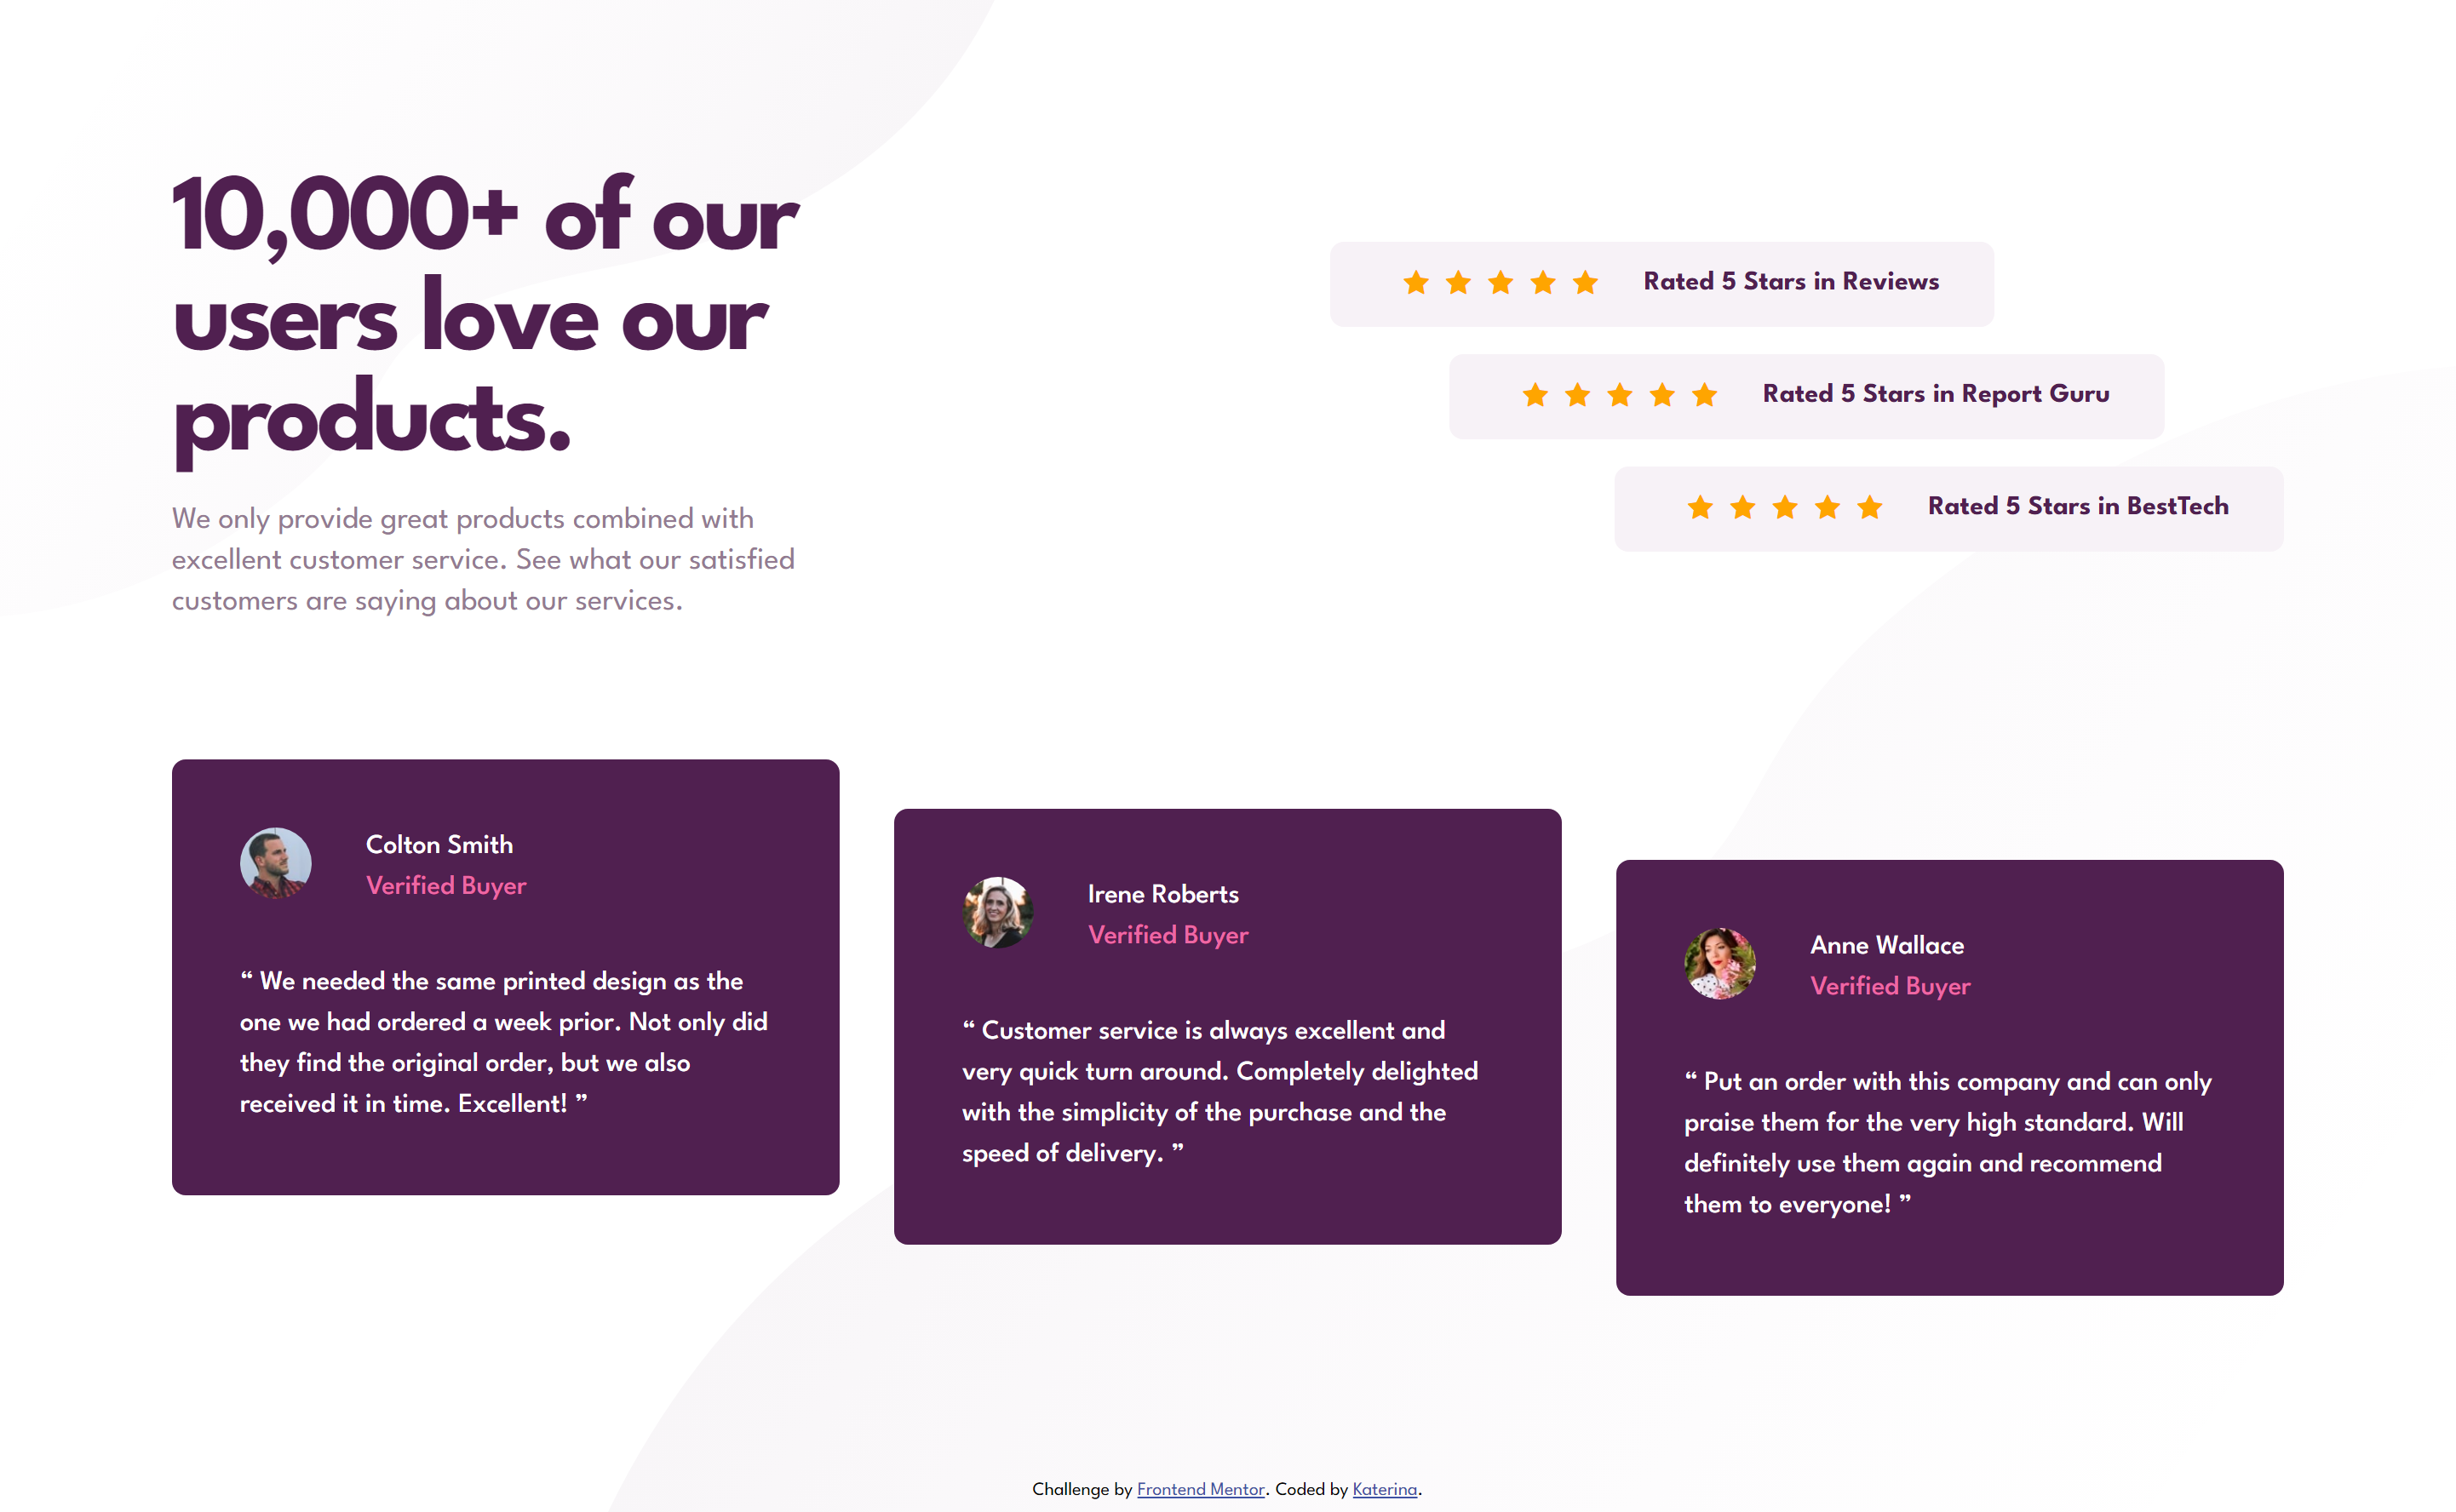 10,000+ of our
users love our
products.
We only provide great products combined with
excellent customer service. See what our satisfied
customers are saying about our services.
Rated 5 Stars in Reviews
Rated 5 Stars in Report Guru
Rated 5 Stars in BestTech
Colton Smith
Verified Buyer
“ We needed the same printed design as the
one we had ordered a week prior. Not only did
they find the original order, but we also
received it in time. Excellent! ”
Irene Roberts
Verified Buyer
“ Customer service is always excellent and
very quick turn around. Completely delighted
with the simplicity of the purchase and the
speed of delivery. ”
Anne Wallace
Verified Buyer
“ Put an order with this company and can only
praise them for the very high standard. Will
definitely use them again and recommend
them to everyone! ”
Challenge by Frontend Mentor. Coded by Katerina.